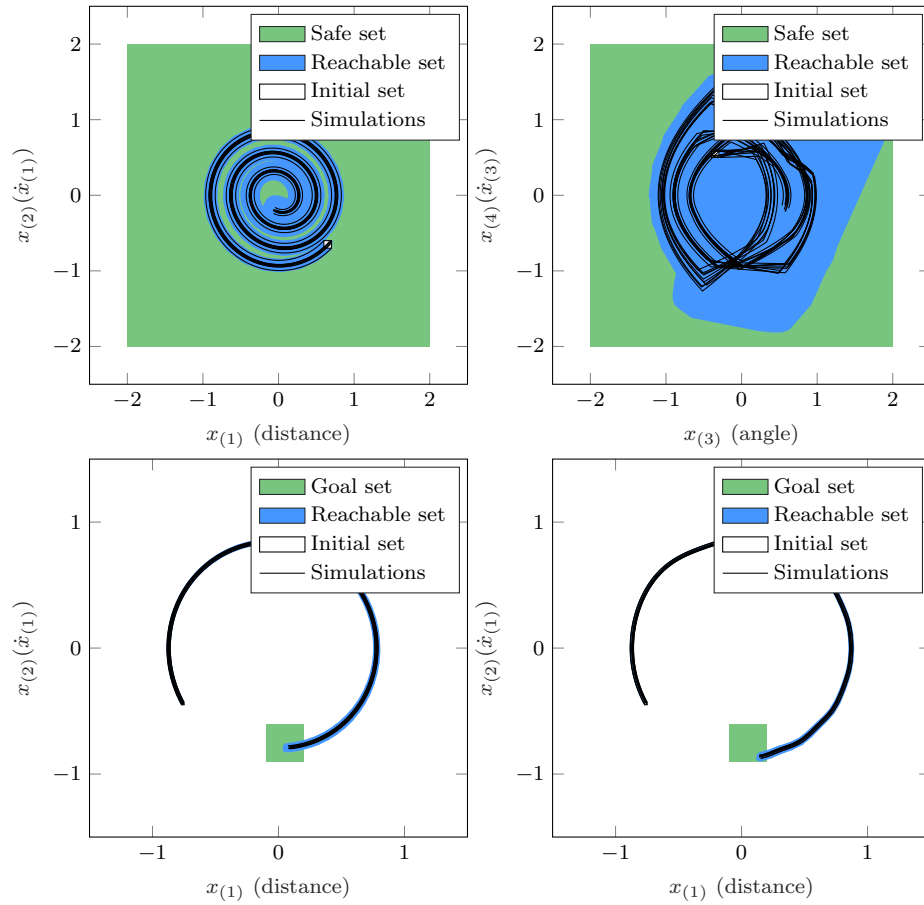 2
1
0
−1
−2
−2
−1
0
1
2
x(1) (distance)
x(2)(ẋ(1))
Safe set
Reachable set
Initial set
Simulations
2
1
0
−1
−2
−2
−1
0
1
2
x(3) (angle)
x(4)(ẋ(3))
Safe set
Reachable set
Initial set
Simulations
1
0
−1
−1
0
1
x(1) (distance)
x(2)(ẋ(1))
Goal set
Reachable set
Initial set
Simulations
1
0
−1
−1
0
1
x(1) (distance)
x(2)(ẋ(1))
Goal set
Reachable set
Initial set
Simulations